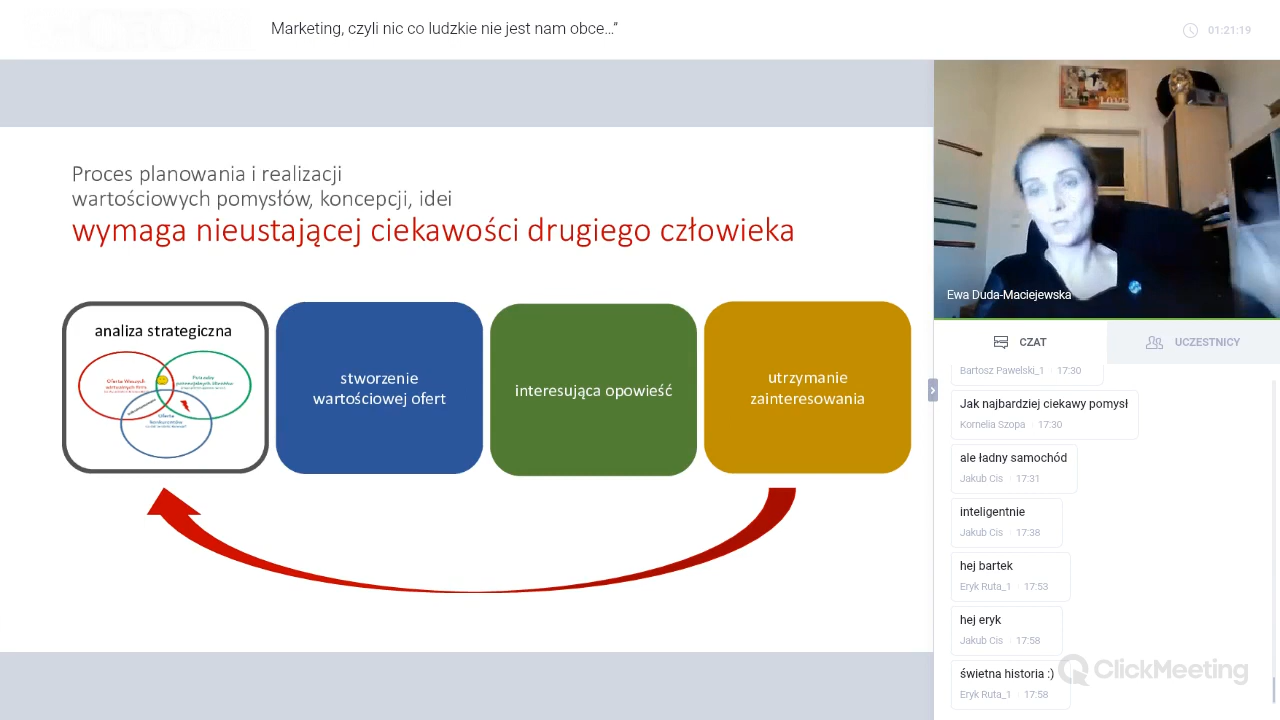 Marketing, czyli nic co ludzkie nie jest nam obce...”
01:21:19
Proces planowania i realizacji
wartościowych pomysłów, koncepcji, idei
wymaga nieustającej ciekawości drugiego człowieka
analiza strategiczna
stworzenie
wartościowej ofert
interesująca opowieść
utrzymanie
zainteresowania
Ewa Duda-Maciejewska
CZAT
UCZESTNICY
Bartosz Pawelski_1 17:30
Jak najbardziej ciekawy pomysł
Kornelia Szopa 17:30
ale ładny samochód
Jakub Cis 17:31
inteligentnie
Jakub Cis 17:38
hej bartek
Eryk Ruta_1 17:53
hej eryk
Jakub Cis 17:58
świetna historia :)
Eryk Ruta_1 17:58
ClickMeeting